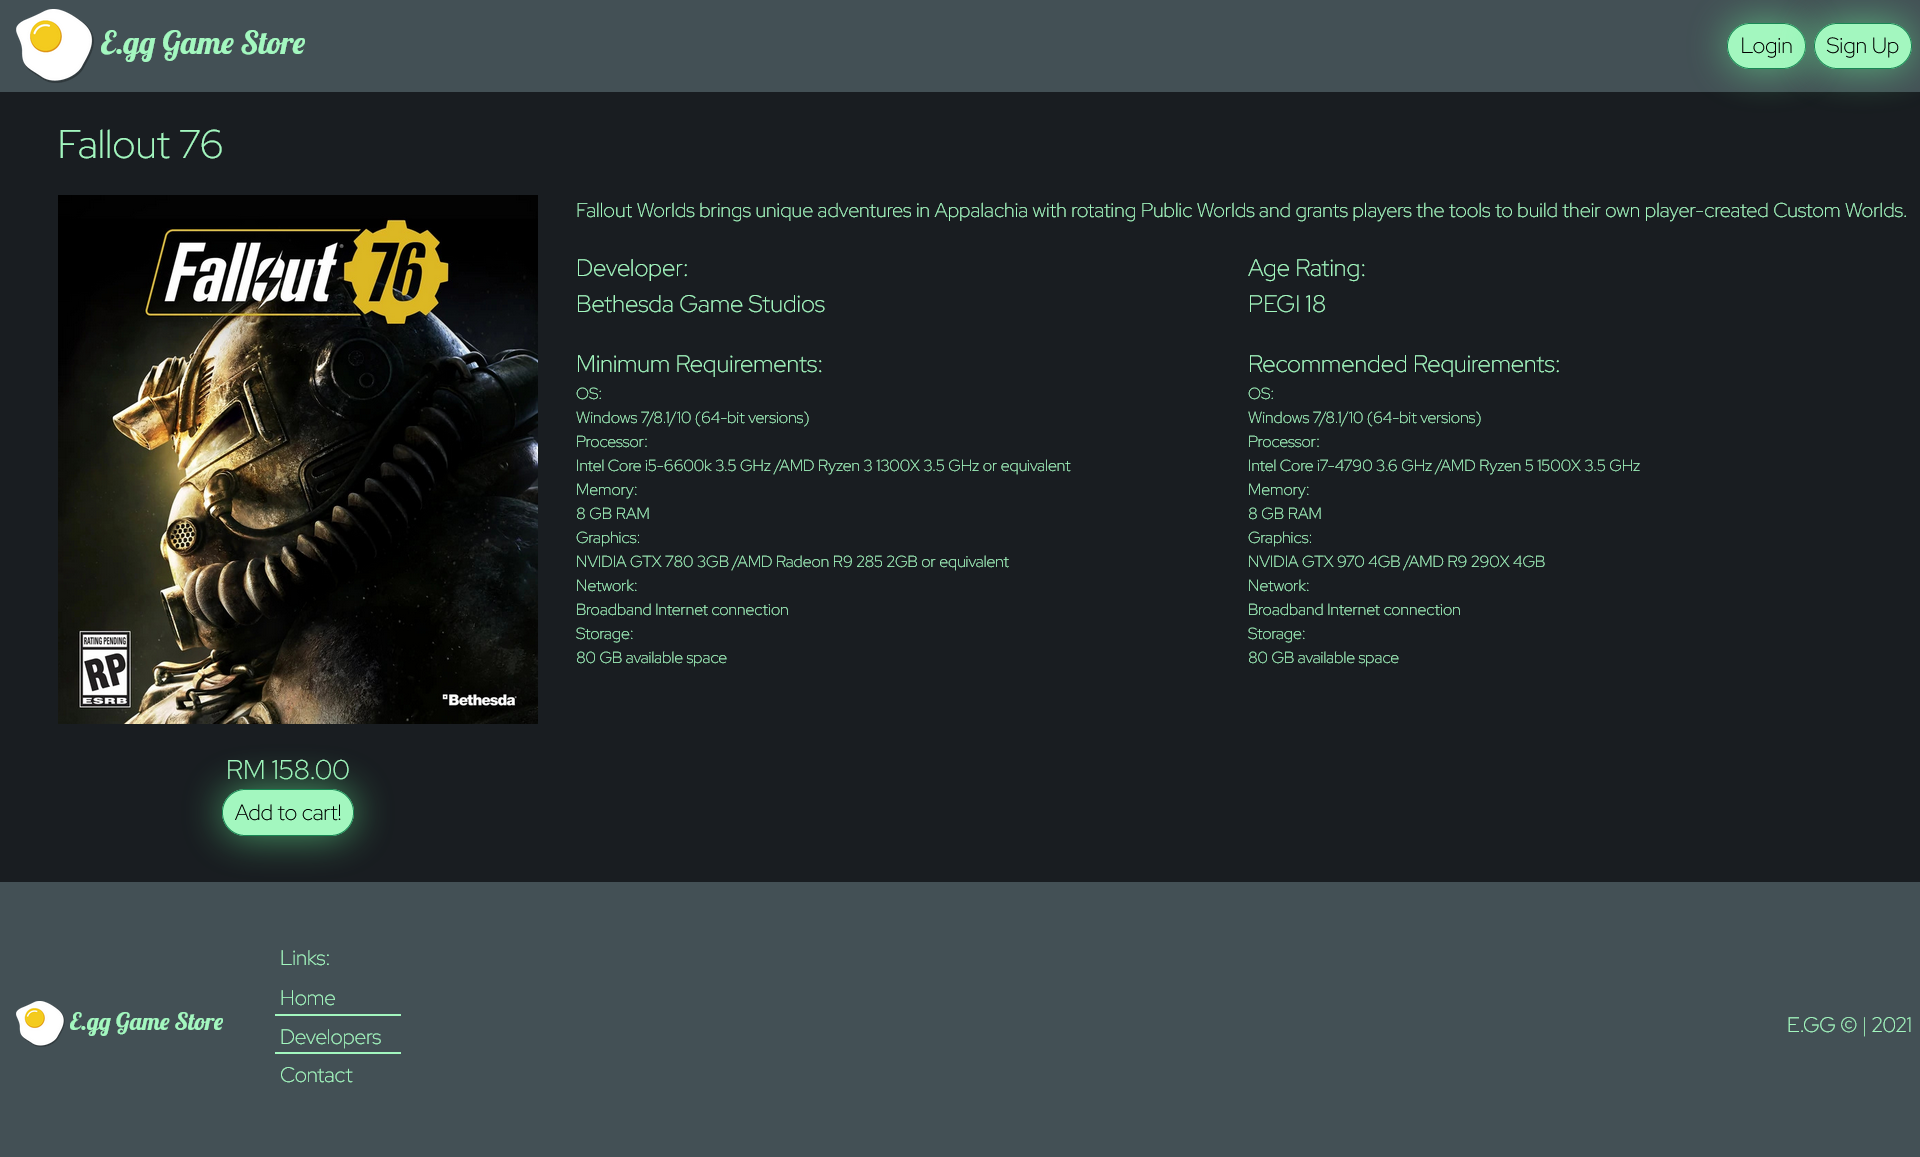 E.gg Game Store
Login
Sign Up
Fallout 76
Fallout 76
RATING PENDING
RP
ESRB
Bethesda
RM 158.00
Add to cart!
Fallout Worlds brings unique adventures in Appalachia with rotating Public Worlds and grants players the tools to build their own player-created Custom Worlds.
Developer:
Bethesda Game Studios
Age Rating:
PEGI 18
Minimum Requirements:
OS:
Windows 7/8.1/10 (64-bit versions)
Processor:
Intel Core i5-6600k 3.5 GHz /AMD Ryzen 3 1300X 3.5 GHz or equivalent
Memory:
8 GB RAM
Graphics:
NVIDIA GTX 780 3GB /AMD Radeon R9 285 2GB or equivalent
Network:
Broadband Internet connection
Storage:
80 GB available space
Recommended Requirements:
OS:
Windows 7/8.1/10 (64-bit versions)
Processor:
Intel Core i7-4790 3.6 GHz /AMD Ryzen 5 1500X 3.5 GHz
Memory:
8 GB RAM
Graphics:
NVIDIA GTX 970 4GB /AMD R9 290X 4GB
Network:
Broadband Internet connection
Storage:
80 GB available space
E.gg Game Store
Links:
Home
Developers
Contact
E.GG © | 2021